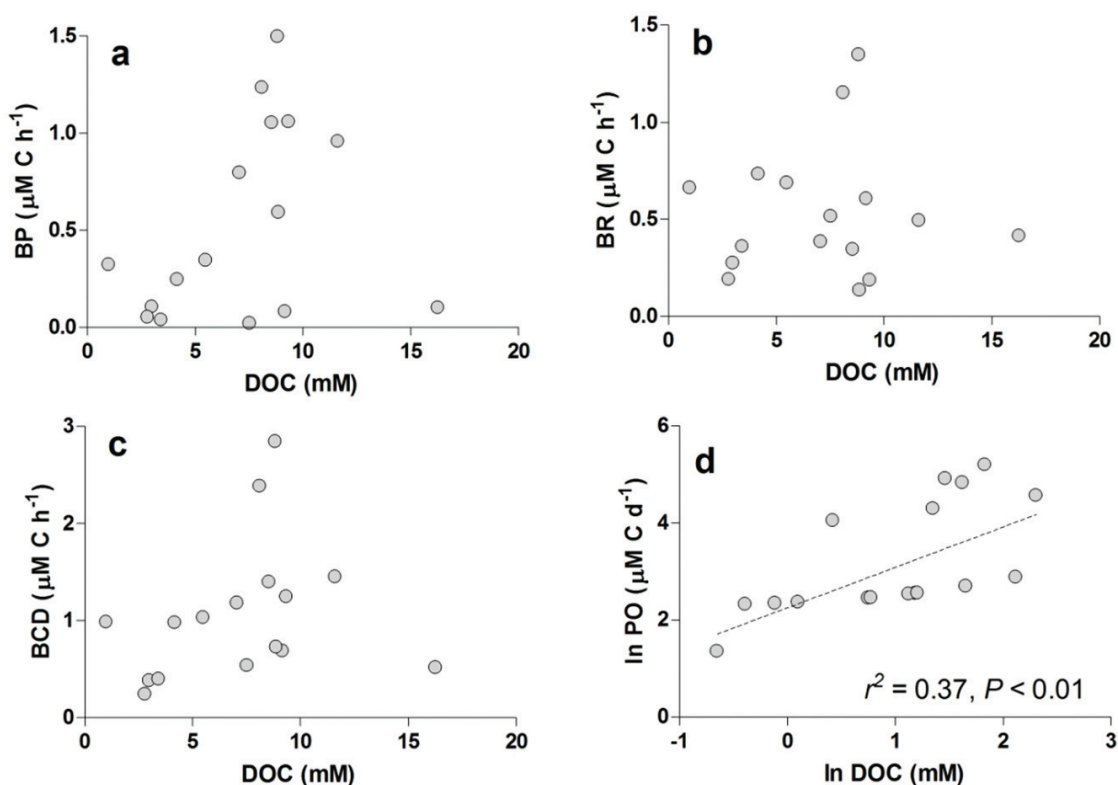 a
BP (μM C h⁻¹)
1.5
1.0
0.5
0.0
0 5 10 15 20
DOC (mM)
b
BR (μM C h⁻¹)
1.5
1.0
0.5
0.0
0 5 10 15 20
DOC (mM)
c
BCD (μM C h⁻¹)
3
2
1
0
0 5 10 15 20
DOC (mM)
d
ln PO (μM C d⁻¹)
6
4
2
0
r² = 0.37, P < 0.01
-1 0 1 2 3
ln DOC (mM)